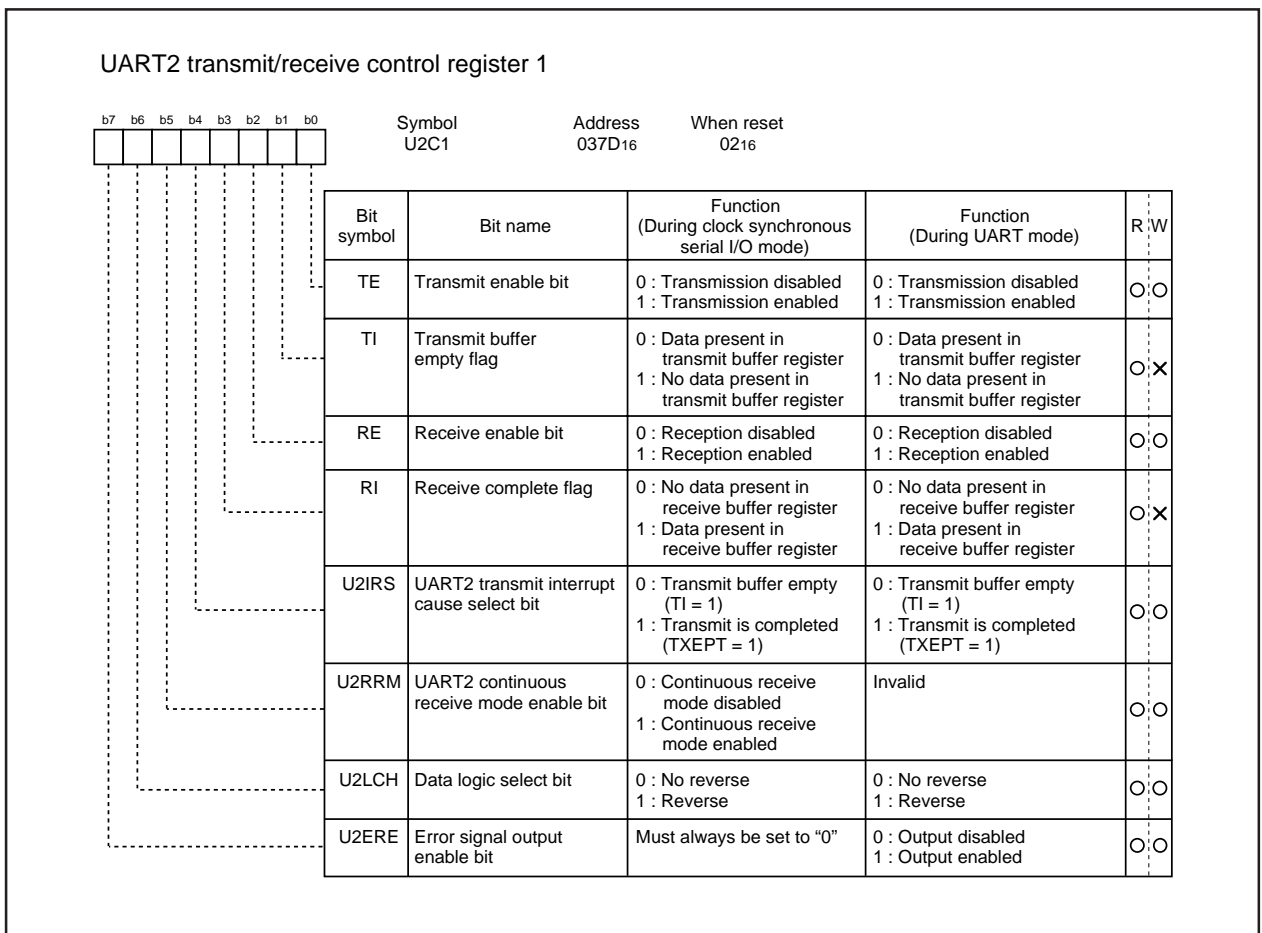 UART2 transmit/receive control register 1
b7 b6 b5 b4 b3 b2 b1 b0
Symbol Address When reset
U2C1 037D16 0216
Bit symbol Bit name Function (During clock synchronous serial I/O mode) Function (During UART mode) R W
TE Transmit enable bit
0 : Transmission disabled
1 : Transmission enabled
0 : Transmission disabled
1 : Transmission enabled
TI Transmit buffer
empty flag
0 : Data present in
transmit buffer register
1 : No data present in
transmit buffer register
0 : Data present in
transmit buffer register
1 : No data present in
transmit buffer register
RE Receive enable bit
0 : Reception disabled
1 : Reception enabled
0 : Reception disabled
1 : Reception enabled
RI Receive complete flag
0 : No data present in
receive buffer register
1 : Data present in
receive buffer register
0 : No data present in
receive buffer register
1 : Data present in
receive buffer register
U2IRS UART2 transmit interrupt
cause select bit
0 : Transmit buffer empty
(TI = 1)
1 : Transmit is completed
(TXEPT = 1)
0 : Transmit buffer empty
(TI = 1)
1 : Transmit is completed
(TXEPT = 1)
U2RRM UART2 continuous
receive mode enable bit
0 : Continuous receive
mode disabled
1 : Continuous receive
mode enabled
Invalid
U2LCH Data logic select bit
0 : No reverse
1 : Reverse
0 : No reverse
1 : Reverse
U2ERE Error signal output
enable bit
Must always be set to “0”
0 : Output disabled
1 : Output enabled